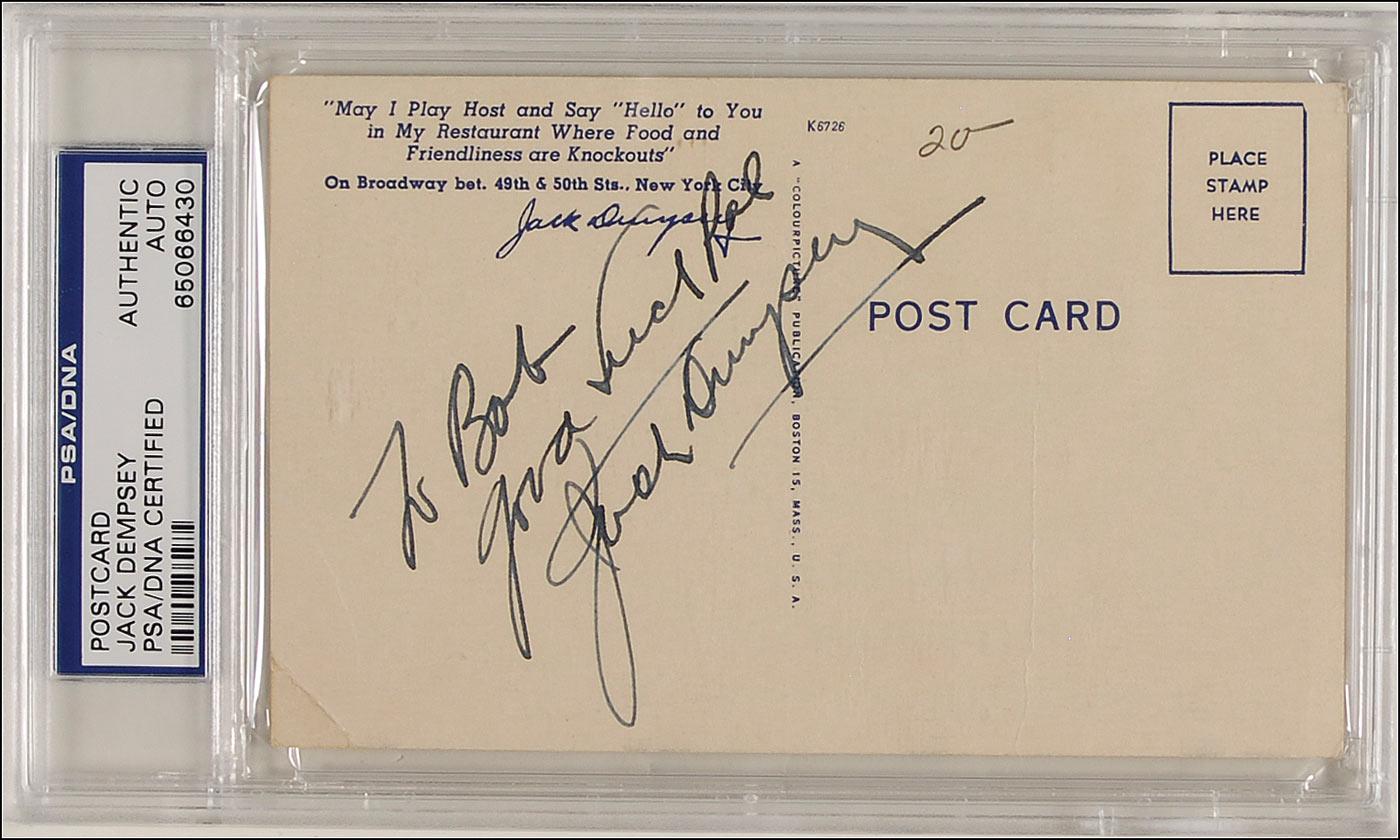 PSA/DNA
POSTCARD
JACK DEMPSEY
PSA/DNA CERTIFIED
AUTHENTIC
AUTO
65066430
"May I Play Host and Say "Hello" to You
in My Restaurant Where Food and
Friendliness are Knockouts"
On Broadway bet. 49th & 50th Sts., New York City
Jack Dempsey
K6726
20
PLACE
STAMP
HERE
POST CARD
A "COLOURPICTURE" PUBLICATION, BOSTON 15, MASS., U. S. A.
To Bob
good luck Pal
Jack Dempsey